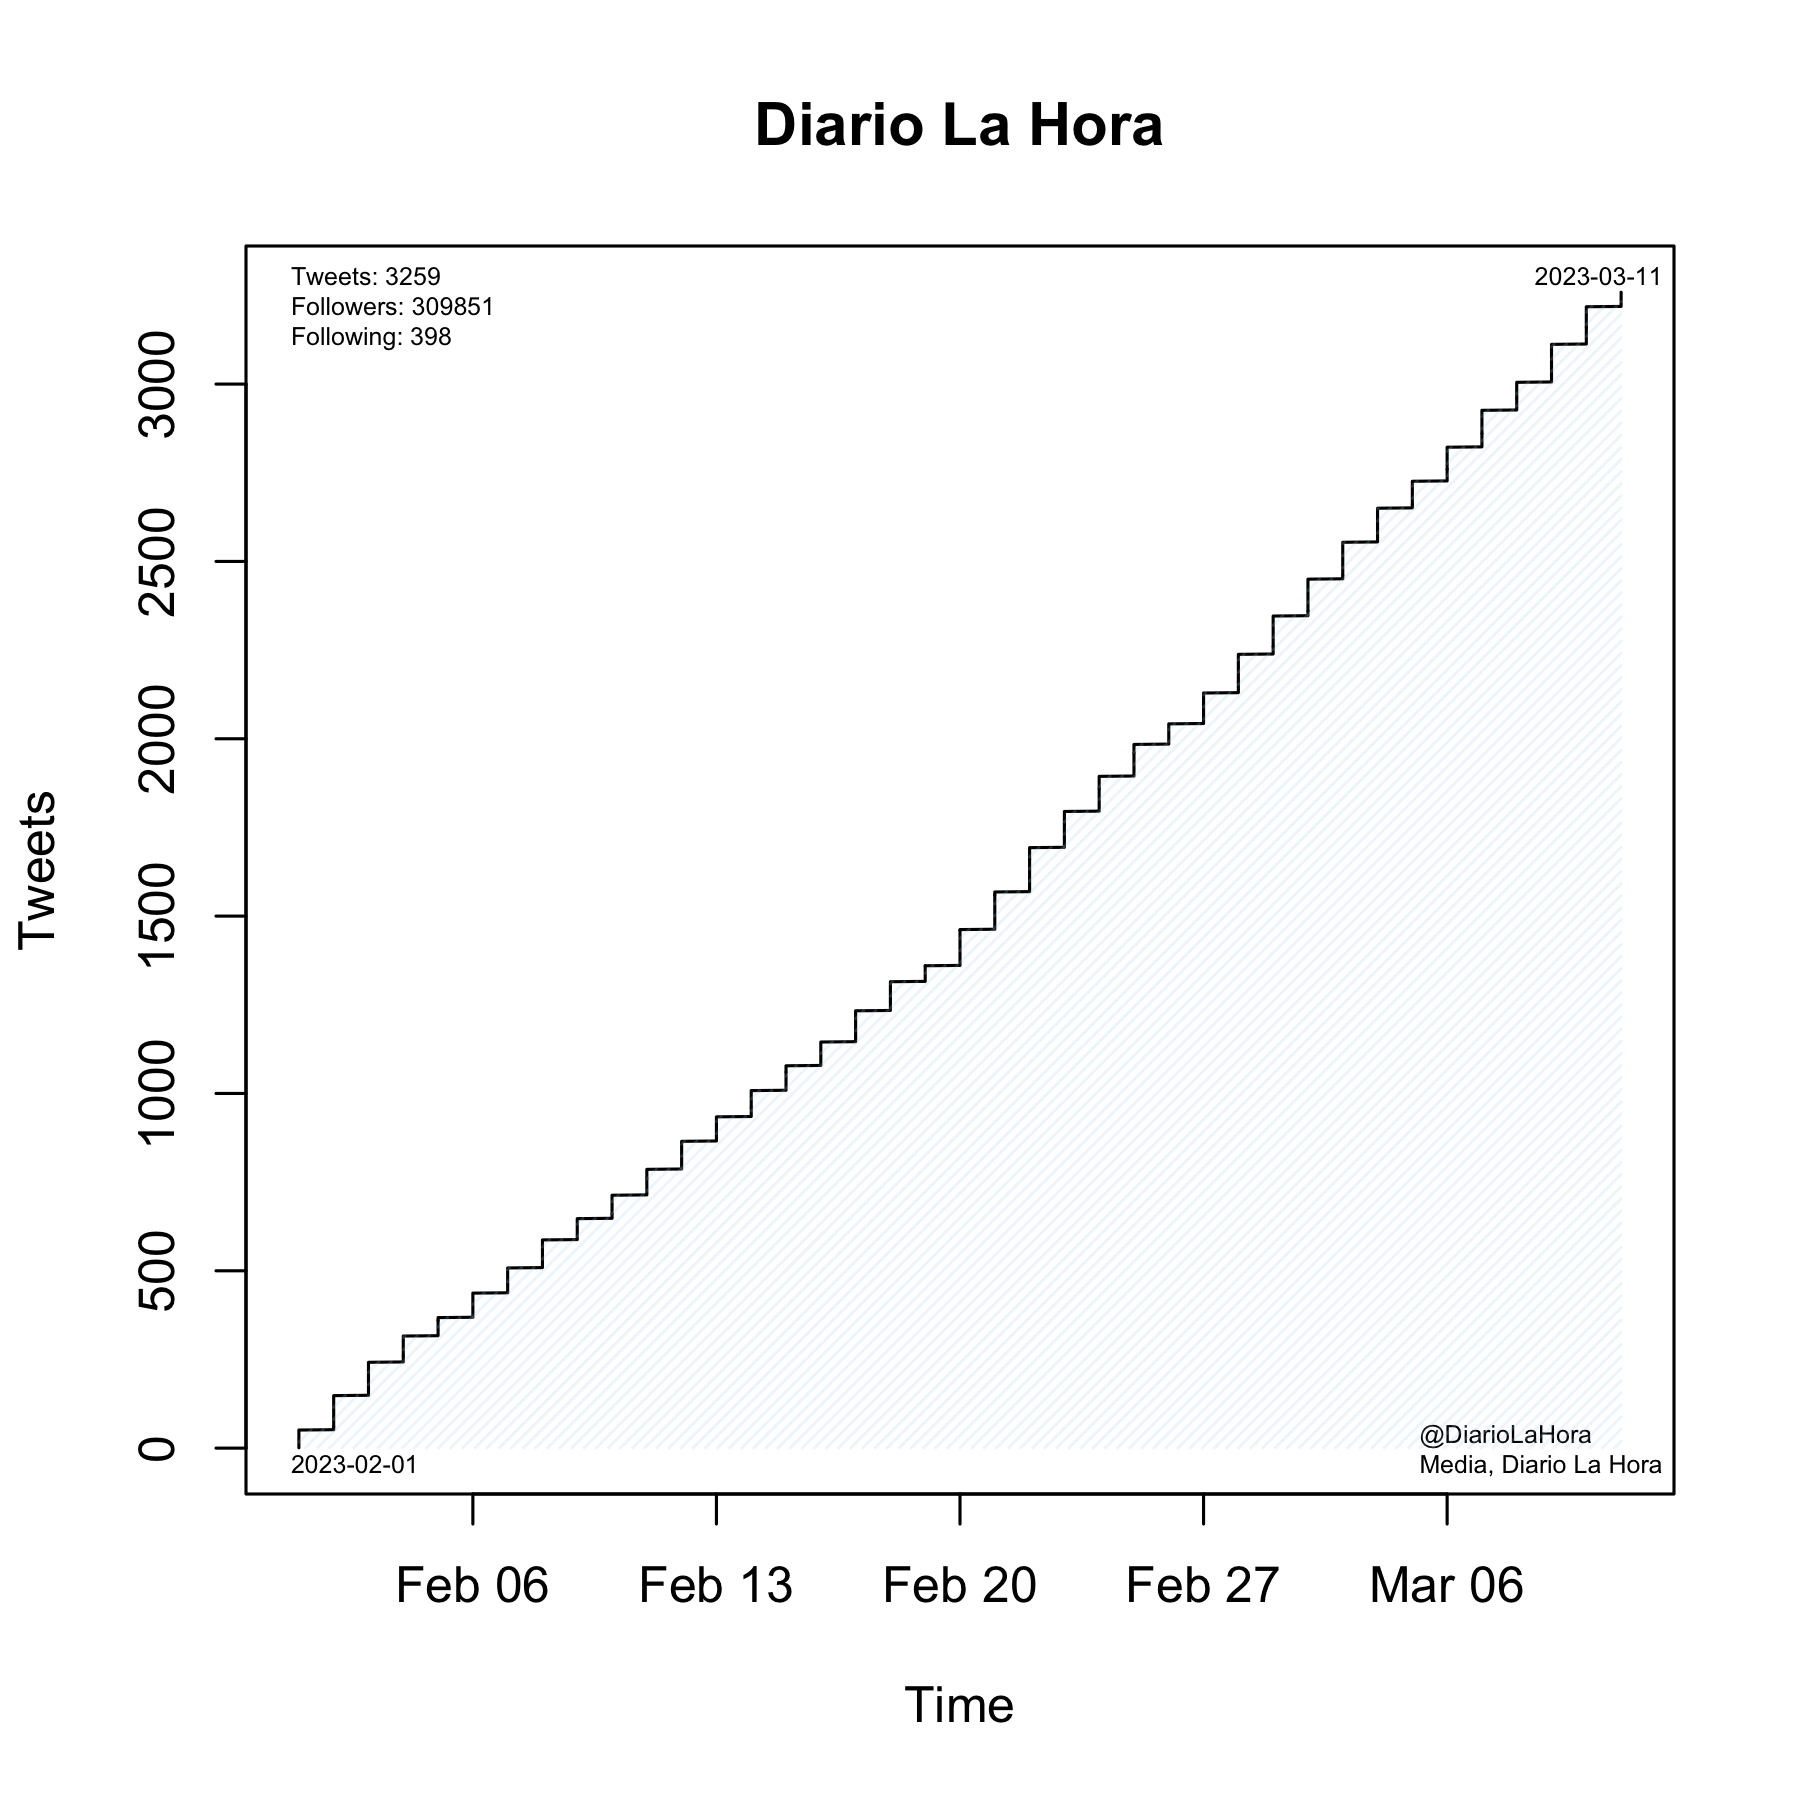 Diario La Hora
Tweets: 3259
Followers: 309851
Following: 398
2023-03-11
3000
2500
2000
1500
1000
500
0
Tweets
2023-02-01
@DiarioLaHora
Media, Diario La Hora
Feb 06
Feb 13
Feb 20
Feb 27
Mar 06
Time